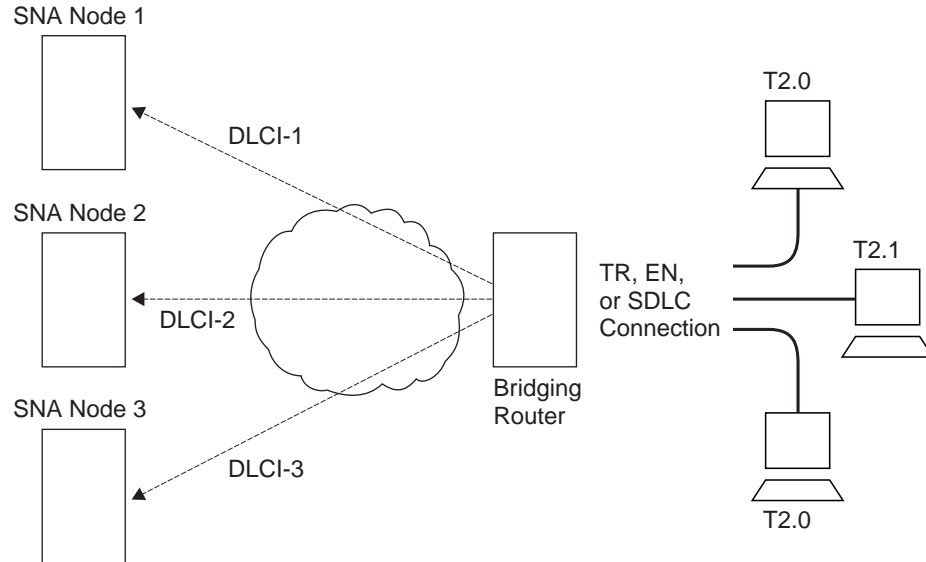 SNA Node 1
DLCI-1
SNA Node 2
DLCI-2
SNA Node 3
DLCI-3
Bridging
Router
TR, EN,
or SDLC
Connection
T2.0
T2.1
T2.0